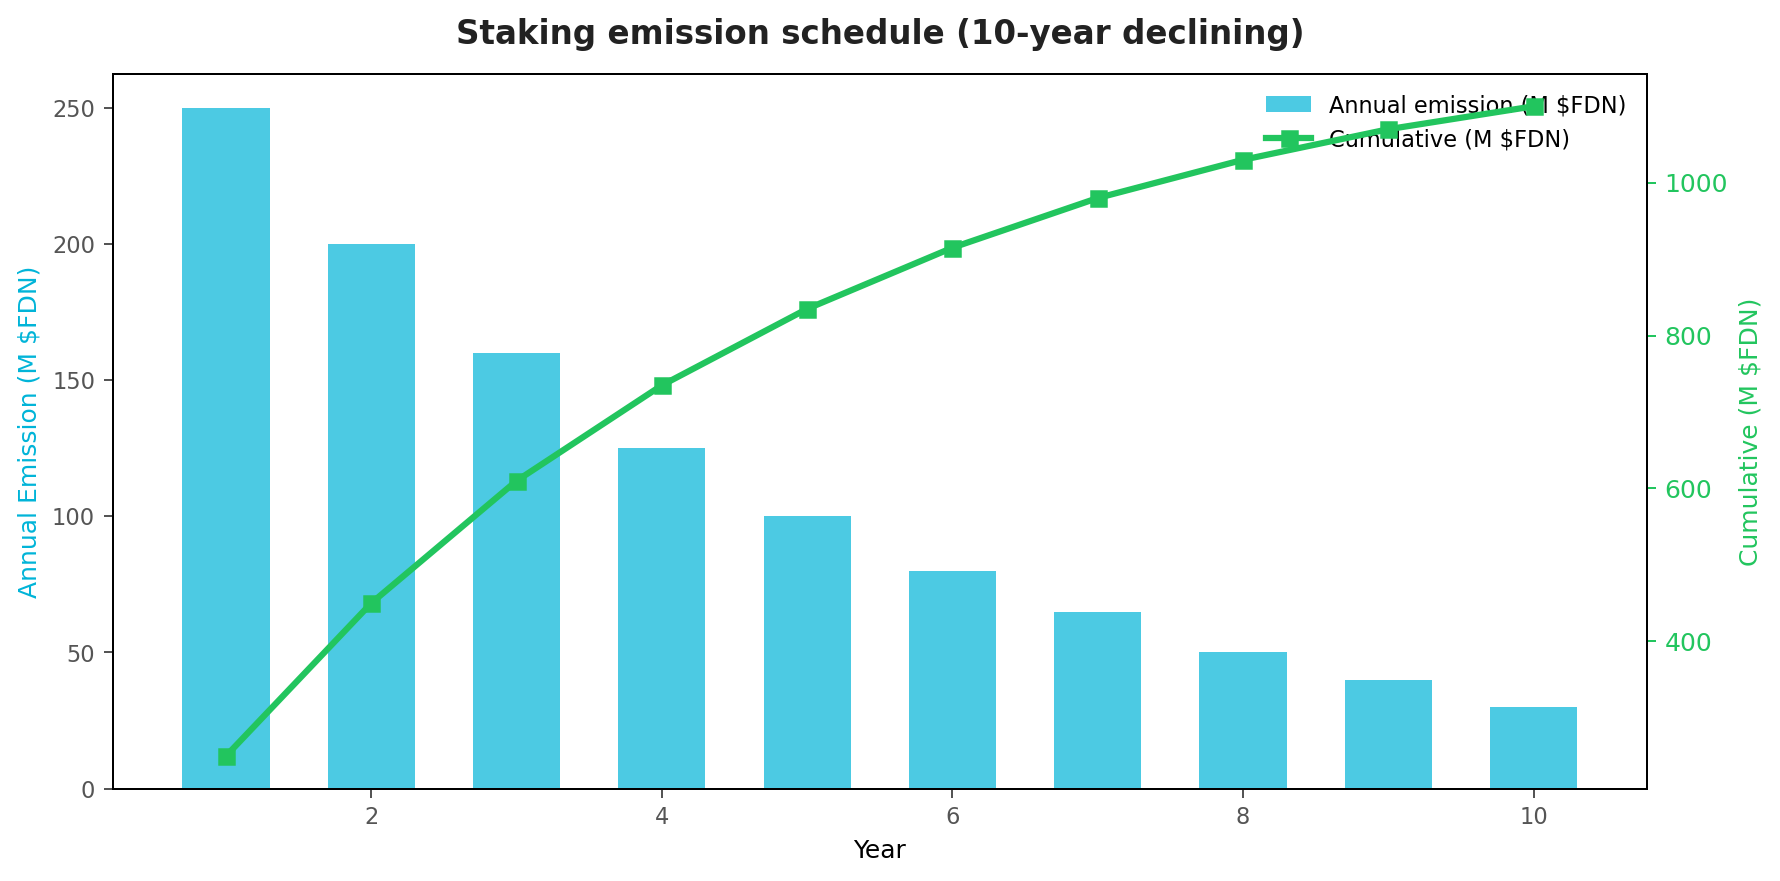 Staking emission schedule (10-year declining)
Annual emission (M $FDN)
Cumulative (M $FDN)
Annual Emission (M $FDN)
250
200
150
100
50
0
1000
800
600
400
Cumulative (M $FDN)
2 4 6 8 10
Year